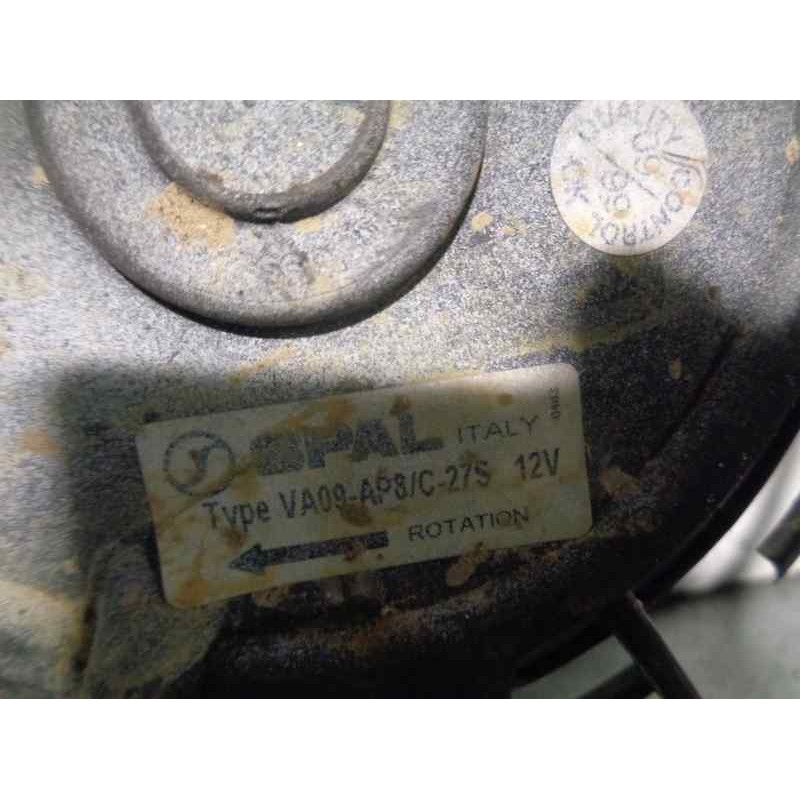 QUALITY CONTROL
OK
SPAL ITALY
Type VA09-AP8/C-27S 12V
ROTATION